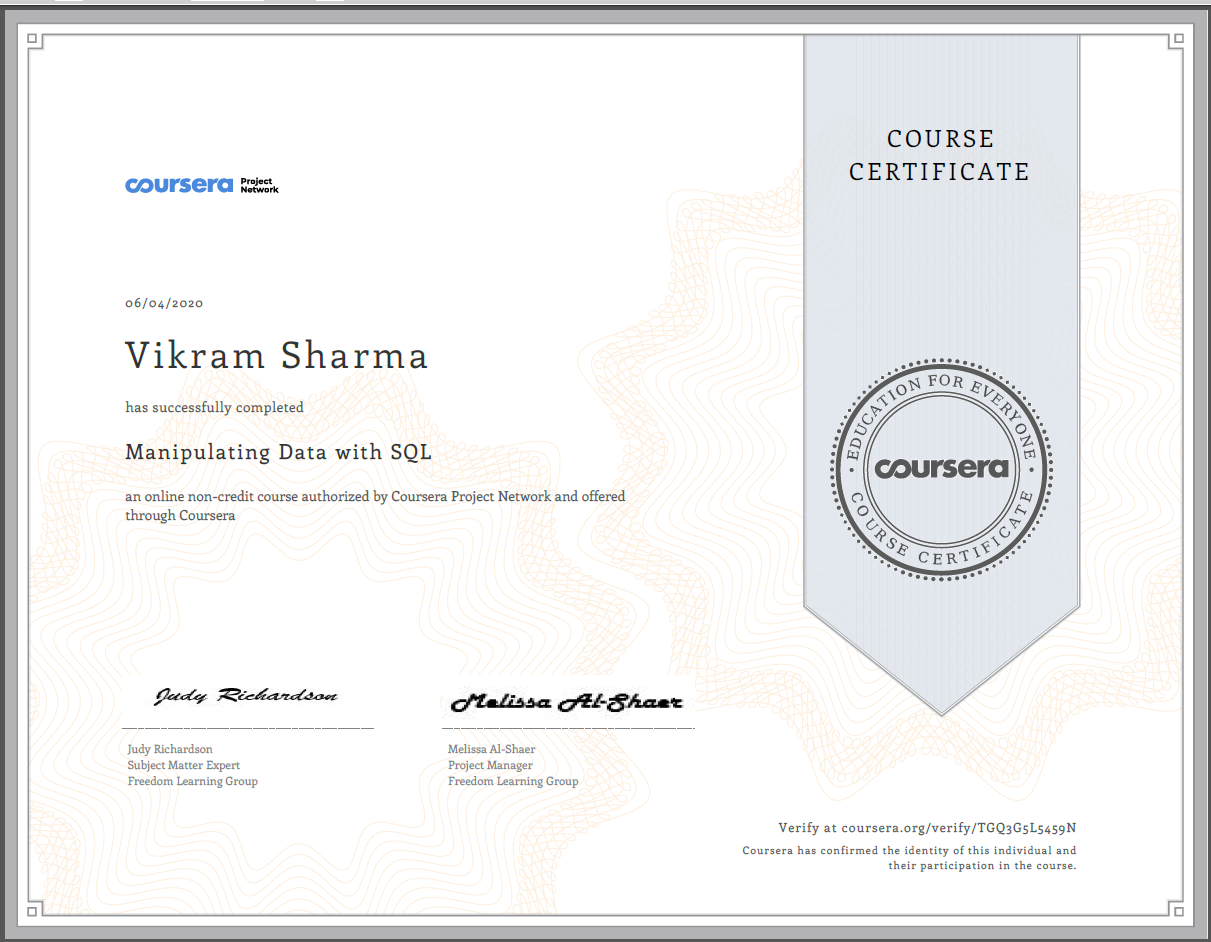 COURSE
CERTIFICATE
coursera Project
Network
06/04/2020
Vikram Sharma
has successfully completed
Manipulating Data with SQL
an online non-credit course authorized by Coursera Project Network and offered
through Coursera
EDUCATION FOR EVERYONE
coursera
COURSE CERTIFICATE
Judy Richardson
Judy Richardson
Subject Matter Expert
Freedom Learning Group
Melissa Al-Shaer
Melissa Al-Shaer
Project Manager
Freedom Learning Group
Verify at coursera.org/verify/TGQ3G5L5459N
Coursera has confirmed the identity of this individual and
their participation in the course.